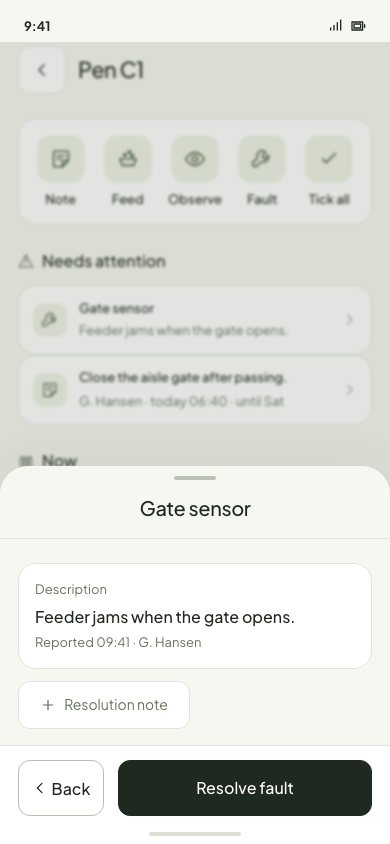 9:41
Pen C1
Note
Feed
Observe
Fault
Tick all
Needs attention
Gate sensor
Feeder jams when the gate opens.
Close the aisle gate after passing.
G. Hansen · today 06:40 · until Sat
Now
Gate sensor
Description
Feeder jams when the gate opens.
Reported 09:41 · G. Hansen
+ Resolution note
Back
Resolve fault